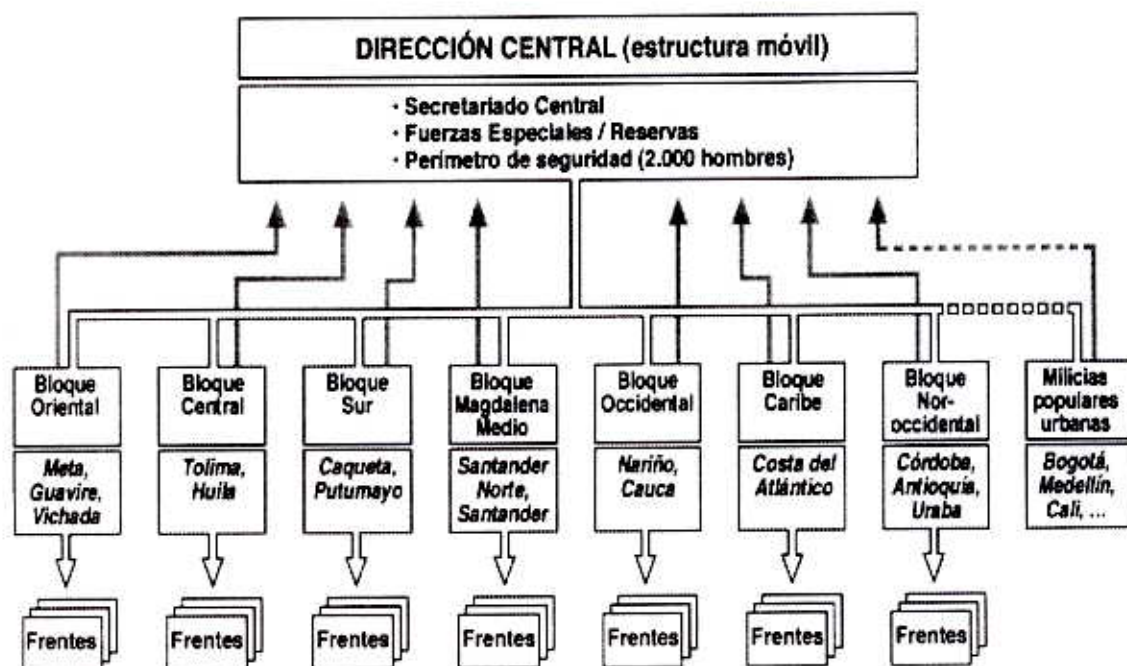 DIRECCIÓN CENTRAL (estructura móvil)
· Secretariado Central
· Fuerzas Especiales / Reservas
· Perímetro de seguridad (2.000 hombres)
Bloque
Oriental
Bloque
Central
Bloque
Sur
Bloque
Magdalena
Medio
Bloque
Occidental
Bloque
Caribe
Bloque
Nor-
occidental
Milicias
populares
urbanas
Meta,
Guavire,
Vichada
Tolima,
Huila
Caqueta,
Putumayo
Santander
Norte,
Santander
Nariño,
Cauca
Costa del
Atlántico
Córdoba,
Antioquía,
Uraba
Bogotá,
Medellín,
Cali, ...
Frentes
Frentes
Frentes
Frentes
Frentes
Frentes
Frentes